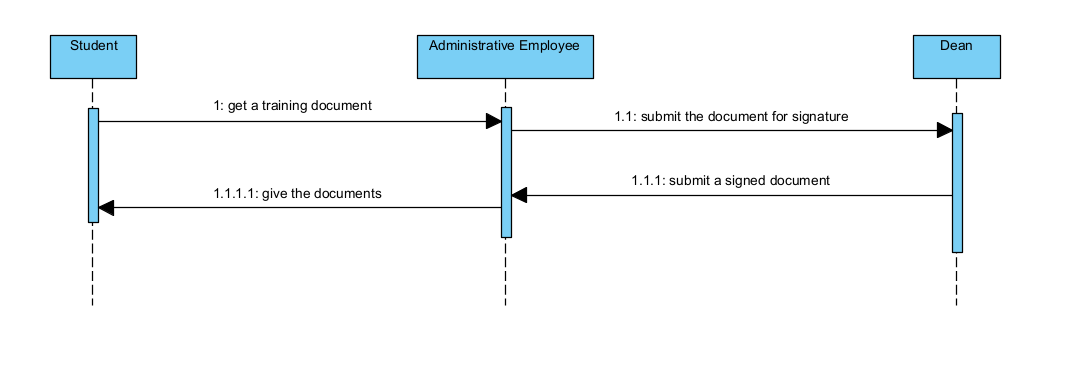 Student
Administrative Employee
Dean
1: get a training document
1.1: submit the document for signature
1.1.1: submit a signed document
1.1.1.1: give the documents